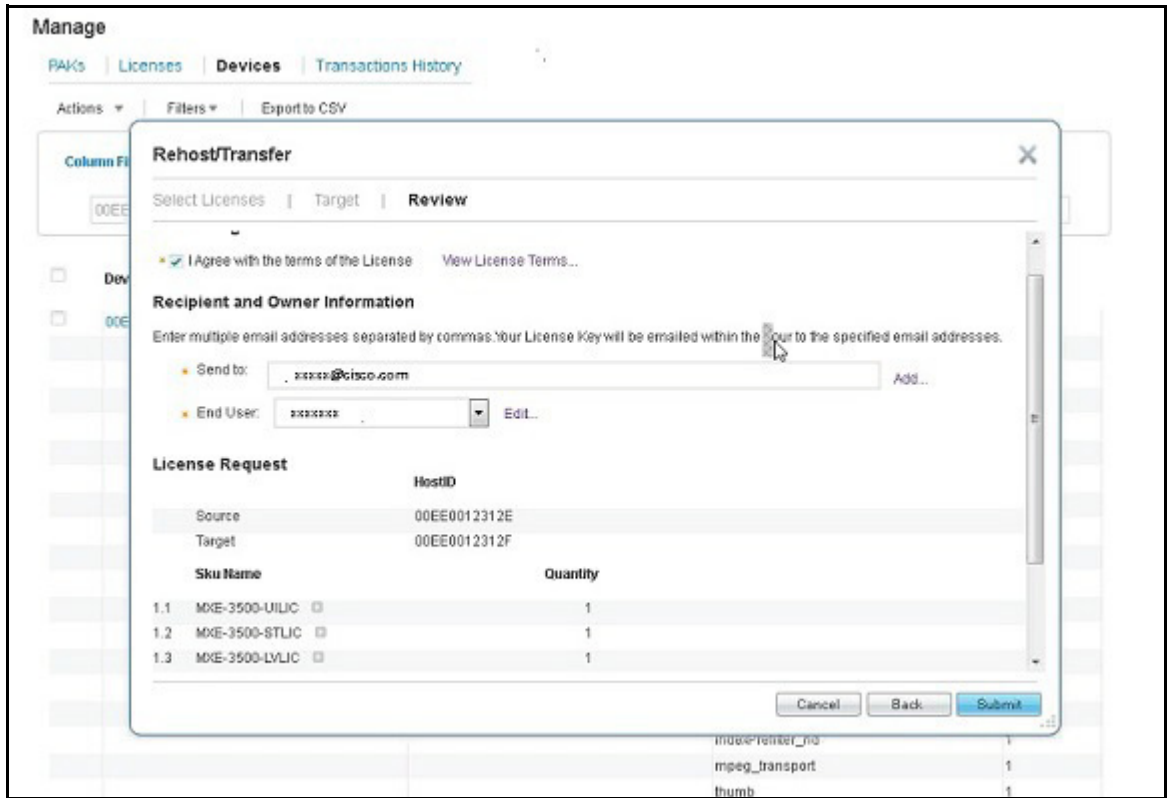 Manage
PAKs | Licenses | Devices | Transactions History
Actions | Filters | Export to CSV
Rehost/Transfer
Column Fi
Select Licenses | Target | Review
00EE
I Agree with the terms of the License View License Terms...
Dev
Recipient and Owner Information
00E
Enter multiple email addresses separated by commas.Your License Key will be emailed within the our to the specified email addresses.
Send to: xxxxx@cisco.com Add...
End User: xxxxxxx Edit...
License Request
HostID
Source 00EE0012312E
Target 00EE0012312F
Sku Name Quantity
1.1 MXE-3500-UILIC 1
1.2 MXE-3500-STLIC 1
1.3 MXE-3500-LVLIC 1
Cancel Back Submit
1
mpeg_transport 1
thumb 1